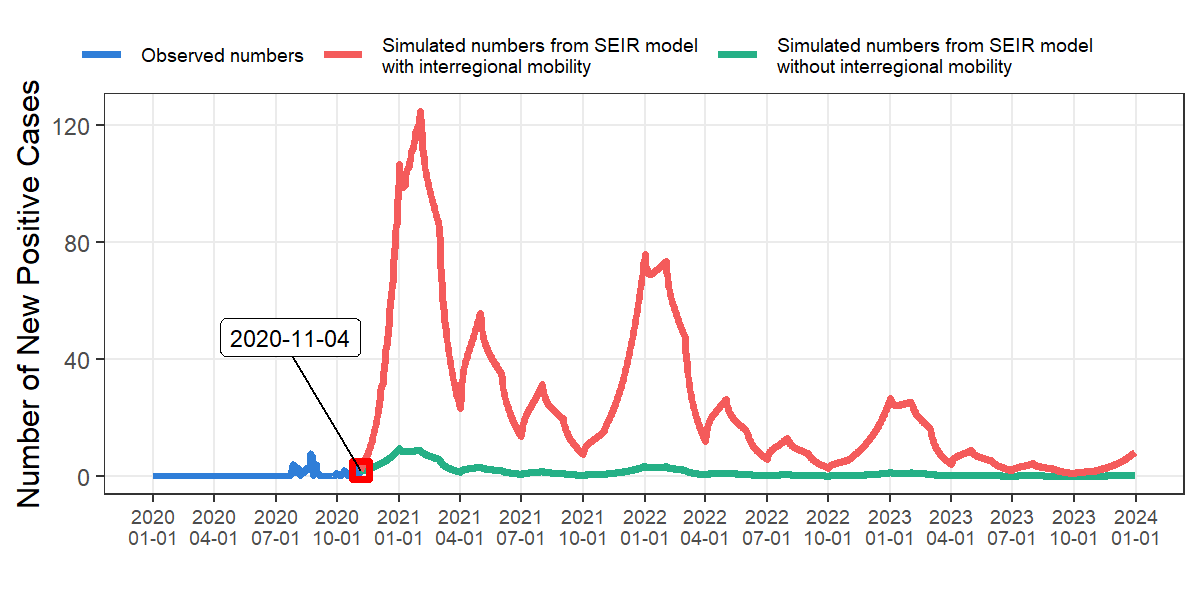 Observed numbers
Simulated numbers from SEIR model
with interregional mobility
Simulated numbers from SEIR model
without interregional mobility
Number of New Positive Cases
120
80
40
0
2020-11-04
2020 2020 2020 2020 2021 2021 2021 2021 2022 2022 2022 2022 2023 2023 2023 2023 2024
01-01 04-01 07-01 10-01 01-01 04-01 07-01 10-01 01-01 04-01 07-01 10-01 01-01 04-01 07-01 10-01 01-01